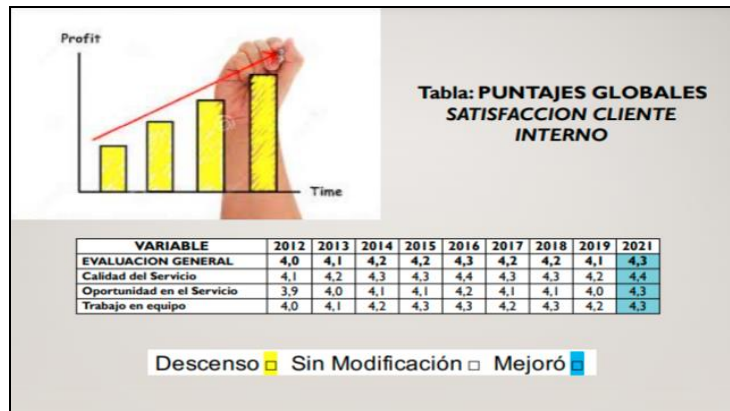 Profit
Time
Tabla: PUNTAJES GLOBALES
SATISFACCION CLIENTE
INTERNO
VARIABLE 2012 2013 2014 2015 2016 2017 2018 2019 2021
EVALUACION GENERAL 4,0 4,1 4,2 4,2 4,3 4,2 4,2 4,1 4,3
Calidad del Servicio 4,1 4,2 4,3 4,3 4,4 4,3 4,3 4,2 4,4
Oportunidad en el Servicio 3,9 4,0 4,1 4,1 4,2 4,1 4,1 4,0 4,3
Trabajo en equipo 4,0 4,1 4,2 4,3 4,3 4,2 4,3 4,2 4,3
Descenso □ Sin Modificación □ Mejoró □